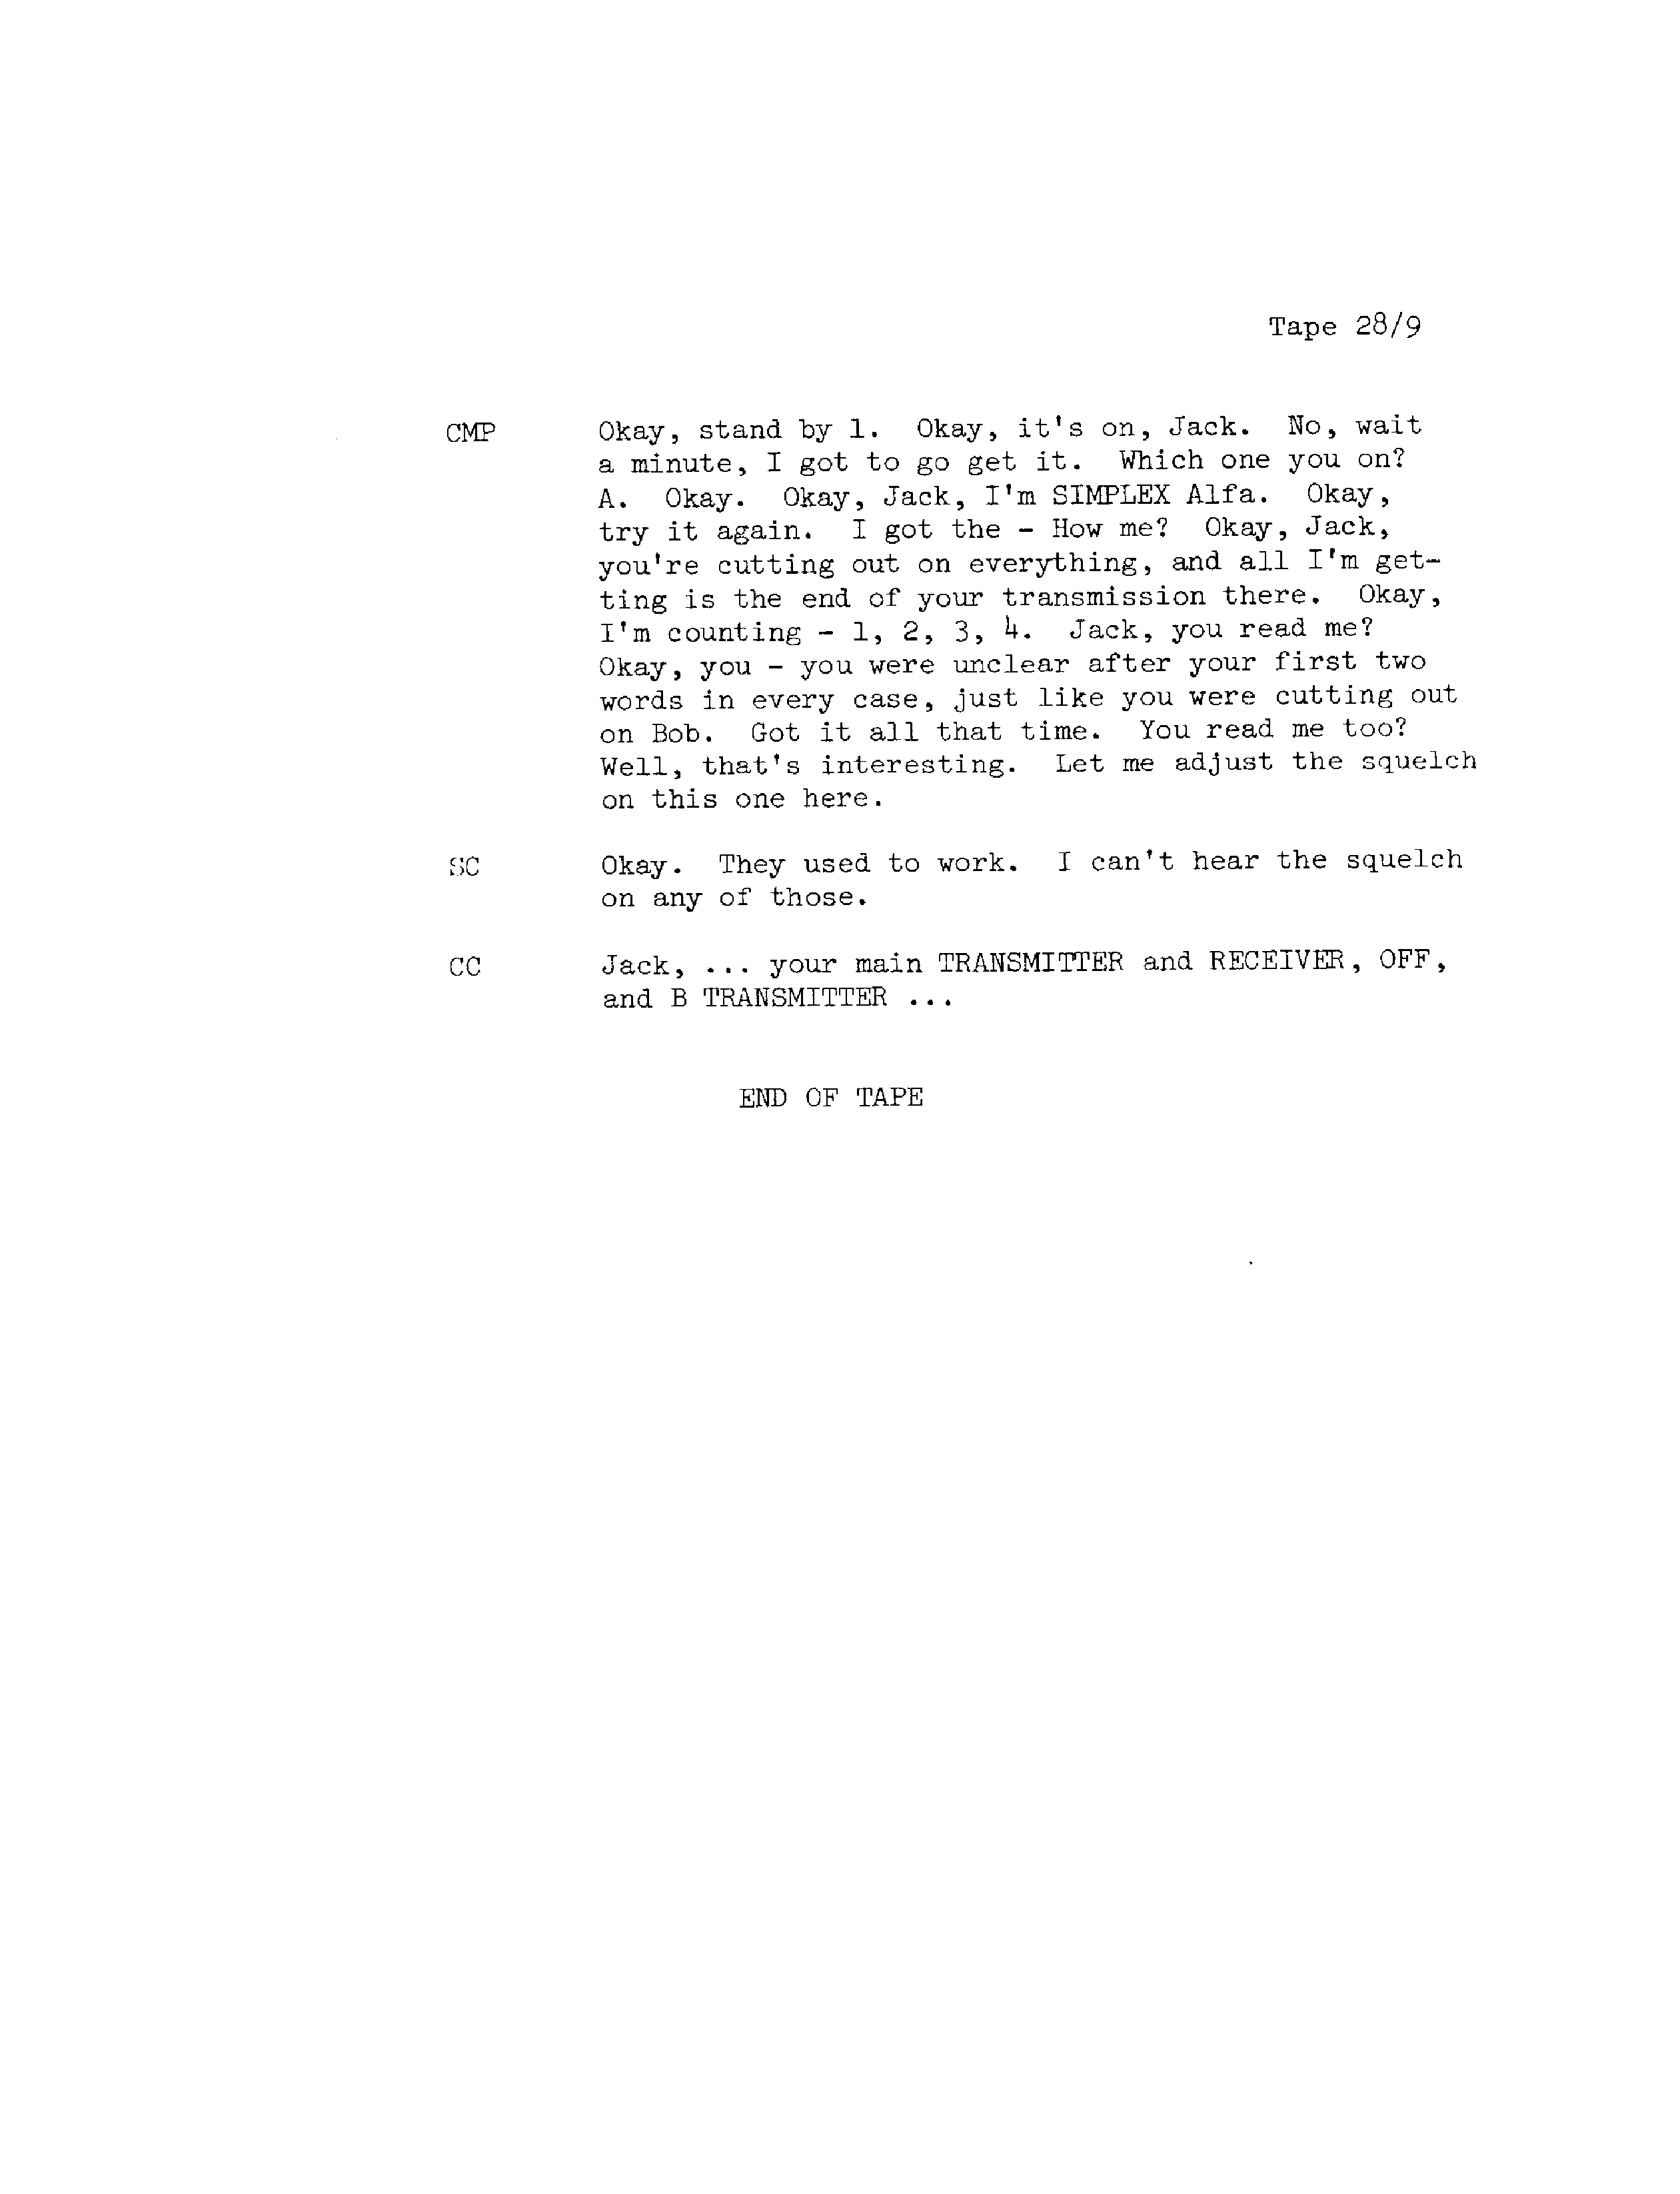 Tape 28/9
CMP Okay, stand by 1. Okay, it's on, Jack. No, wait
a minute, I got to go get it. Which one you on?
A. Okay. Okay, Jack, I'm SIMPLEX Alfa. Okay,
try it again. I got the - How me? Okay, Jack,
you're cutting out on everything, and all I'm get-
ting is the end of your transmission there. Okay,
I'm counting - 1, 2, 3, 4. Jack, you read me?
Okay, you - you were unclear after your first two
words in every case, just like you were cutting out
on Bob. Got it all that time. You read me too?
Well, that's interesting. Let me adjust the squelch
on this one here.
SC Okay. They used to work. I can't hear the squelch
on any of those.
CC Jack, ... your main TRANSMITTER and RECEIVER, OFF,
and B TRANSMITTER ...
END OF TAPE